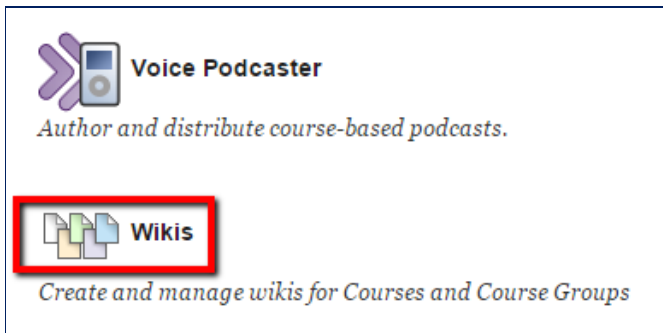 Voice Podcaster
Author and distribute course-based podcasts.
Wikis
Create and manage wikis for Courses and Course Groups